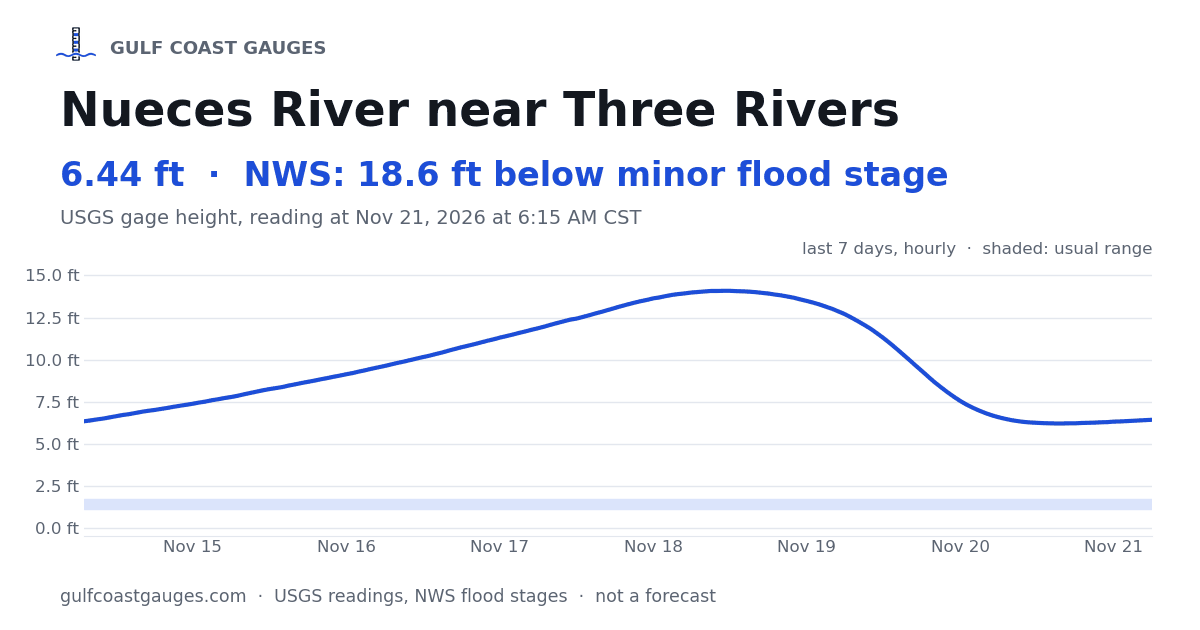 GULF COAST GAUGES
Nueces River near Three Rivers
6.44 ft · NWS: 18.6 ft below minor flood stage
USGS gage height, reading at Nov 21, 2026 at 6:15 AM CST
last 7 days, hourly · shaded: usual range
15.0 ft
12.5 ft
10.0 ft
7.5 ft
5.0 ft
2.5 ft
0.0 ft
Nov 15 Nov 16 Nov 17 Nov 18 Nov 19 Nov 20 Nov 21
gulfcoastgauges.com · USGS readings, NWS flood stages · not a forecast